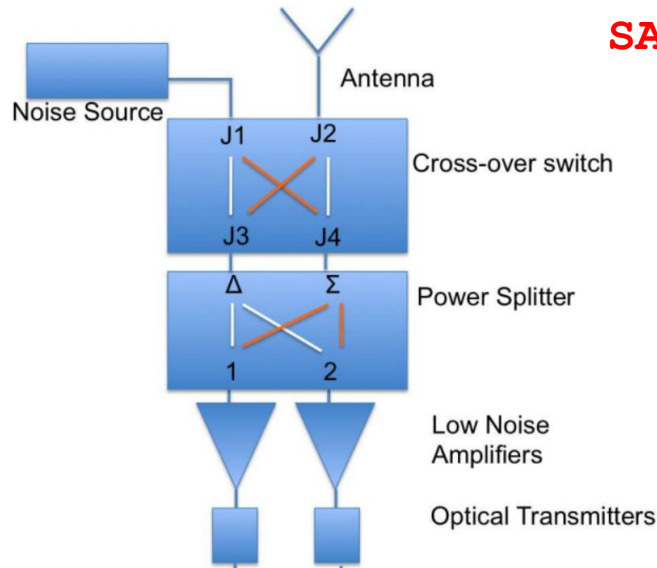 SA
Antenna
Noise Source
J1 J2
Cross-over switch
J3 J4
Δ Σ
Power Splitter
1 2
Low Noise
Amplifiers
Optical Transmitters